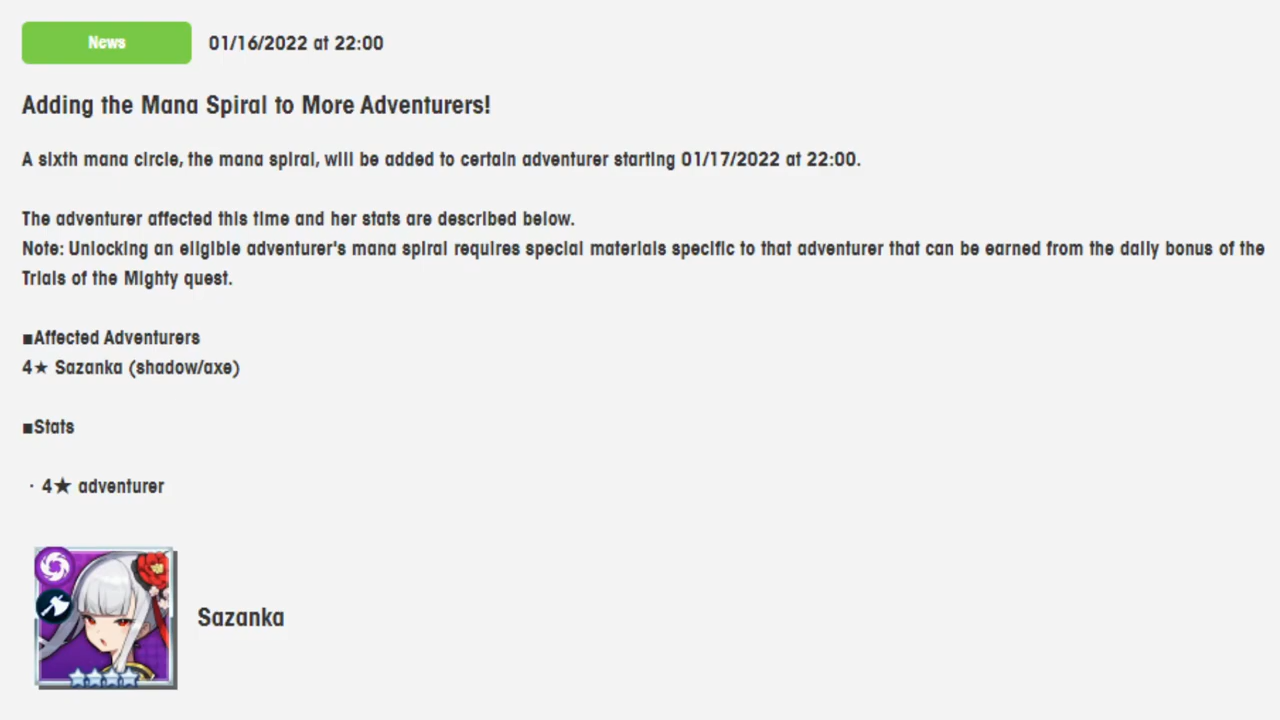 News 01/16/2022 at 22:00
Adding the Mana Spiral to More Adventurers!
A sixth mana circle, the mana spiral, will be added to certain adventurer starting 01/17/2022 at 22:00.
The adventurer affected this time and her stats are described below.
Note: Unlocking an eligible adventurer's mana spiral requires special materials specific to that adventurer that can be earned from the daily bonus of the
Trials of the Mighty quest.
■Affected Adventurers
4★ Sazanka (shadow/axe)
■Stats
・4★ adventurer
Sazanka